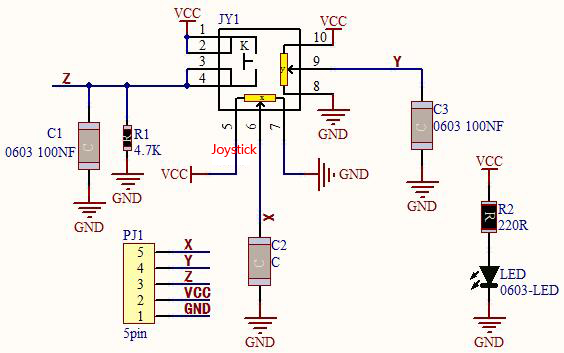 VCC
JY1
VCC
1
2
3
4
K
10
9
8
Y
Y
Z
X
C1
0603 100NF
C
R1
4.7K
R
5
6
7
Joystick
GND
C3
0603 100NF
C
GND
GND
VCC
GND
GND
VCC
R2
220R
R
X
PJ1
5
4
3
2
1
X
Y
Z
VCC
GND
5pin
C2
C
C
GND
LED
0603-LED
GND
GND